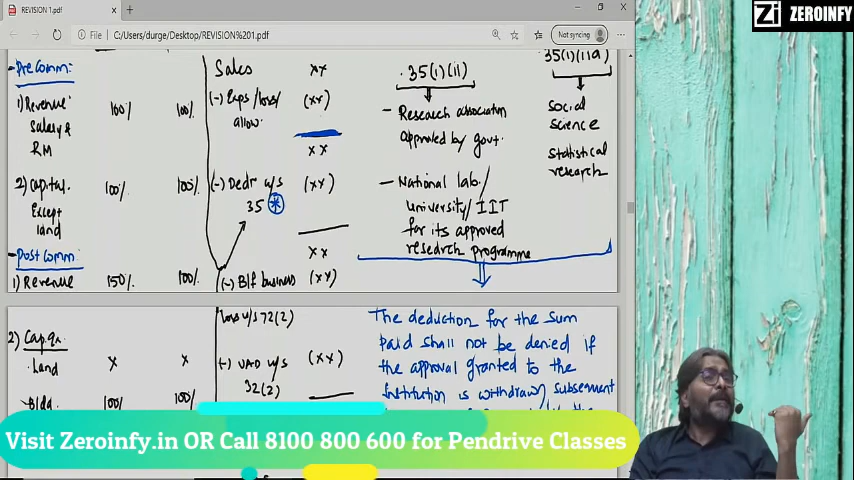 REVISION 1.pdf
C:/Users/durge/Desktop/REVISION%201.pdf
Not syncing
Zi ZEROINFY
- Pre Comm:
1) Revenue 100% 100%
Salary &
RM
2) Capital 100% 100%
Except
land
- Post Comm:
1) Revenue 150% 100%
2) Cap. Ex
Land x x
Bldg. 100% 100%
Sales xx
(-) Exps/loss/ (xx)
allow.
xx
(-) Dedn u/s (xx)
35 *
xx
(-) B/f business (xx)
loss u/s 72(2)
(-) UAD u/s (xx)
32(2)
35(1)(ii)
- Research association
approved by govt.
- National lab/
university/IIT
for its approved
research programme
35(1)(iia)
Social
science
statistical
research
The deduction for the sum
paid shall not be denied if
the approval granted to the
institution is withdrawn subsequent
Visit Zeroinfy.in OR Call 8100 800 600 for Pendrive Classes